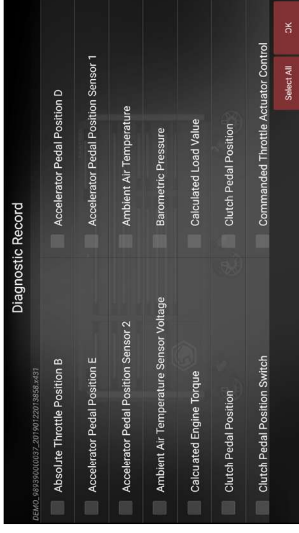 Diagnostic Record
DEMO_989390000037_20190122013858.x431
Absolute Throttle Position B
Accelerator Pedal Position D
Accelerator Pedal Position E
Accelerator Pedal Position Sensor 1
Accelerator Pedal Position Sensor 2
Ambient Air Temperature
Ambient Air Temperature Sensor Voltage
Barometric Pressure
Calculated Engine Torque
Calculated Load Value
Clutch Pedal Position
Clutch Pedal Position
Clutch Pedal Position Switch
Commanded Throttle Actuator Control
Select All
OK